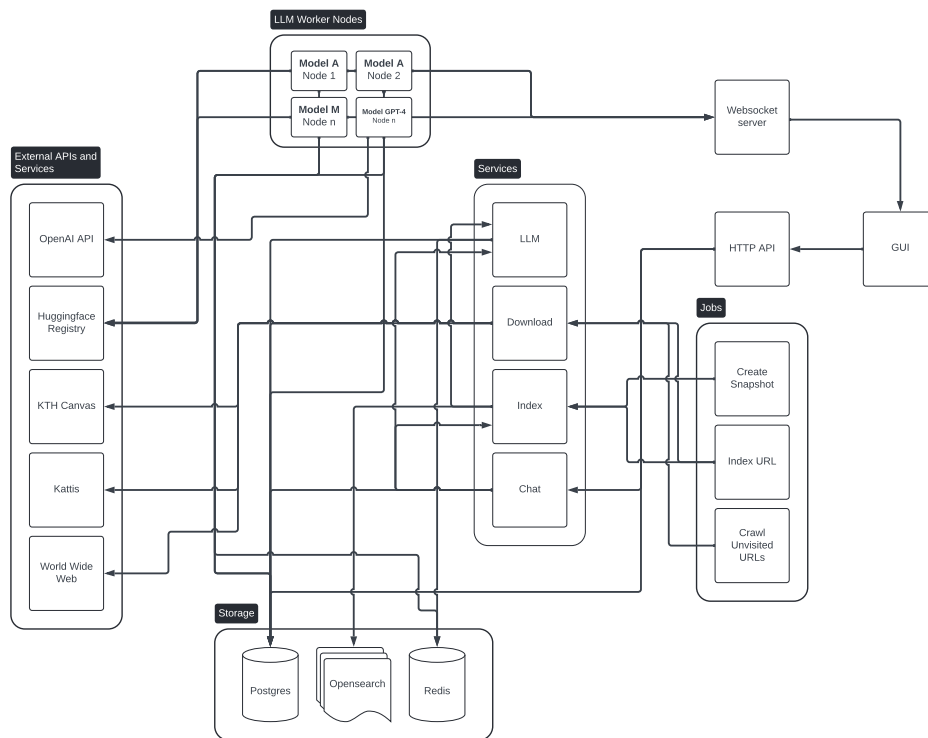 LLM Worker Nodes
Model A
Node 1
Model A
Node 2
Model M
Node n
Model GPT-4
Node n
Websocket
server
External APIs and
Services
Services
OpenAI API
LLM
HTTP API
GUI
Huggingface
Registry
Download
Jobs
Create
Snapshot
KTH Canvas
Index
Index URL
Kattis
Chat
Crawl
Unvisited
URLs
World Wide
Web
Storage
Postgres
Opensearch
Redis